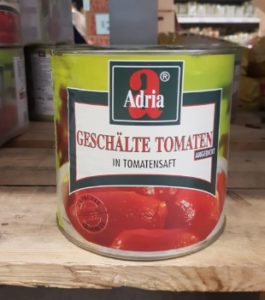 a ®
Adria
GESCHÄLTE TOMATEN
IN TOMATENSAFT